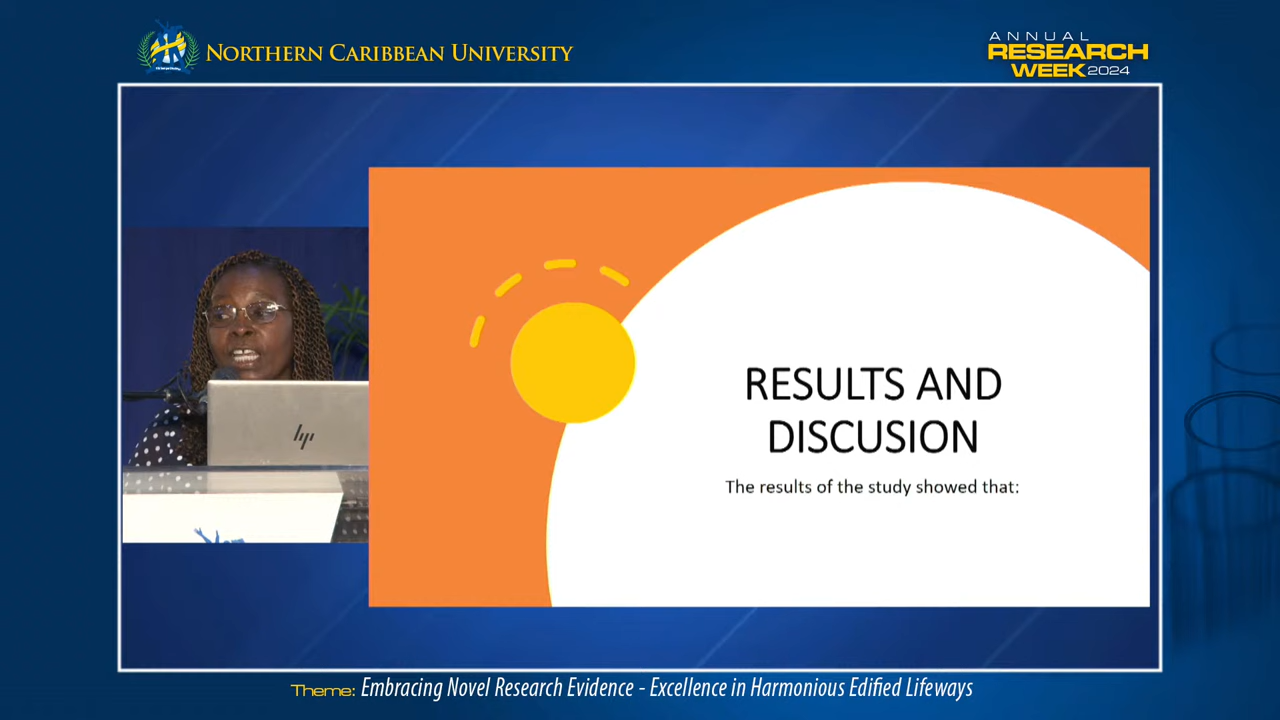 NORTHERN CARIBBEAN UNIVERSITY
ANNUAL
RESEARCH
WEEK 2024
RESULTS AND
DISCUSION
The results of the study showed that:
hp
Theme: Embracing Novel Research Evidence - Excellence in Harmonious Edified Lifeways